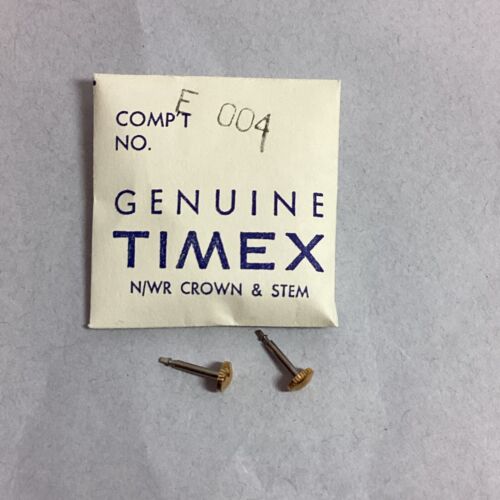 COMP'T E 004
NO.
GENUINE
TIMEX
N/WR CROWN & STEM